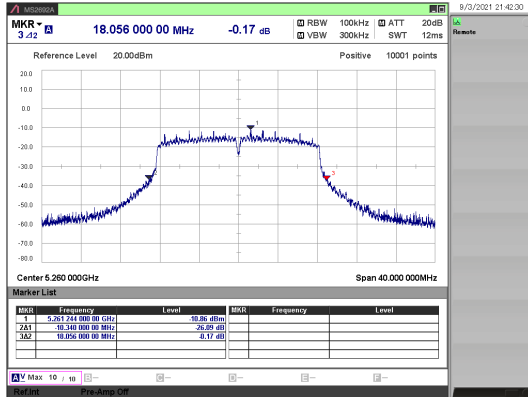 MS2692A
9/3/2021 21:42:30
MKR
3⊿2 A
18.056 000 00 MHz
-0.17 dB
M RBW 100kHz M ATT 20dB
M VBW 300kHz SWT 12ms
Remote
Reference Level 20.00dBm Positive 10001 points
20.0
10.0
0.0
-10.0
-20.0
-30.0
-40.0
-50.0
-60.0
-70.0
-80.0
1
3
Center 5.260 000GHz Span 40.000 000MHz
Marker List
MKR Frequency Level MKR Frequency Level
1 5.261 244 000 00 GHz -10.86 dBm
2Δ1 -10.340 000 00 MHz -26.09 dB
3Δ2 18.056 000 00 MHz -0.17 dB
A Max 10 / 10 B-- C-- D-- E-- F--
Ref.Int Pre-Amp Off